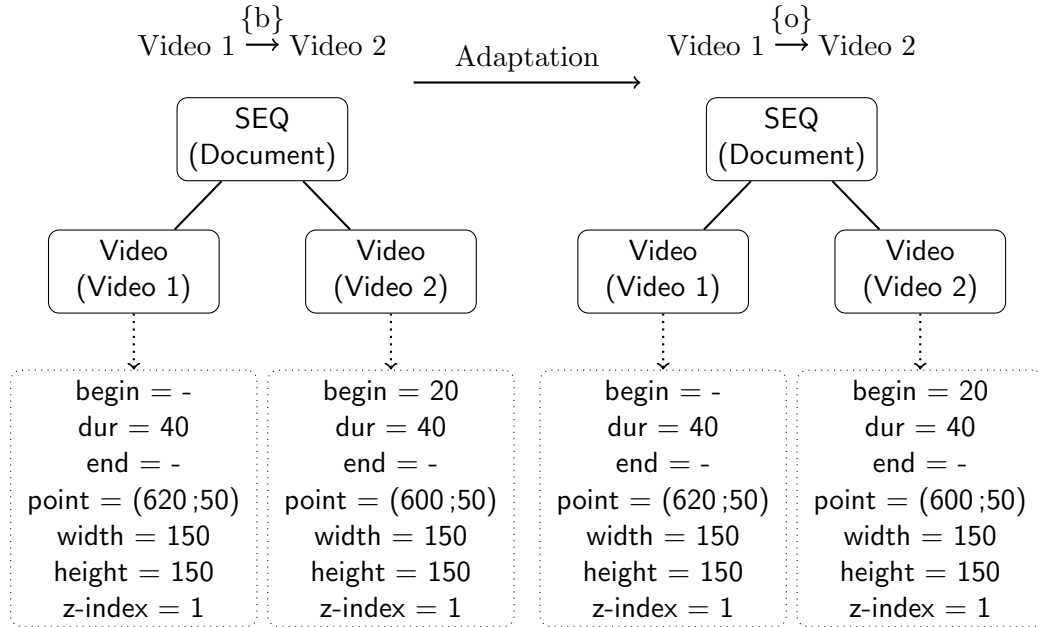 {b}
Video 1 → Video 2
Adaptation
{o}
Video 1 → Video 2
SEQ
(Document)
Video
(Video 1)
Video
(Video 2)
begin = -
dur = 40
end = -
point = (620 ;50)
width = 150
height = 150
z-index = 1
begin = 20
dur = 40
end = -
point = (600 ;50)
width = 150
height = 150
z-index = 1
SEQ
(Document)
Video
(Video 1)
Video
(Video 2)
begin = -
dur = 40
end = -
point = (620 ;50)
width = 150
height = 150
z-index = 1
begin = 20
dur = 40
end = -
point = (600 ;50)
width = 150
height = 150
z-index = 1